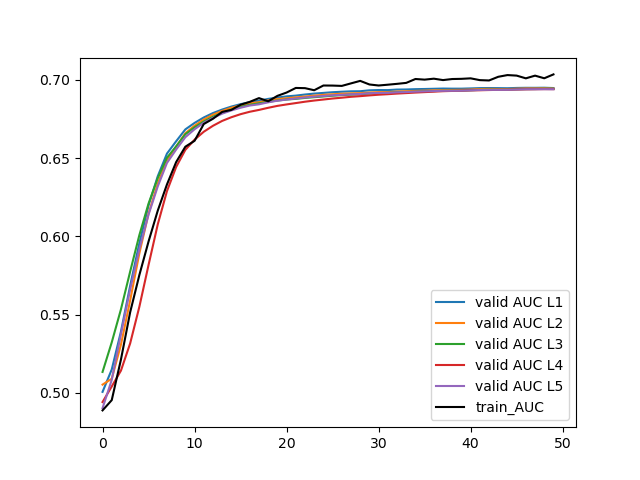 0.70
0.65
0.60
0.55
0.50
0
10
20
30
40
50
valid AUC L1
valid AUC L2
valid AUC L3
valid AUC L4
valid AUC L5
train_AUC